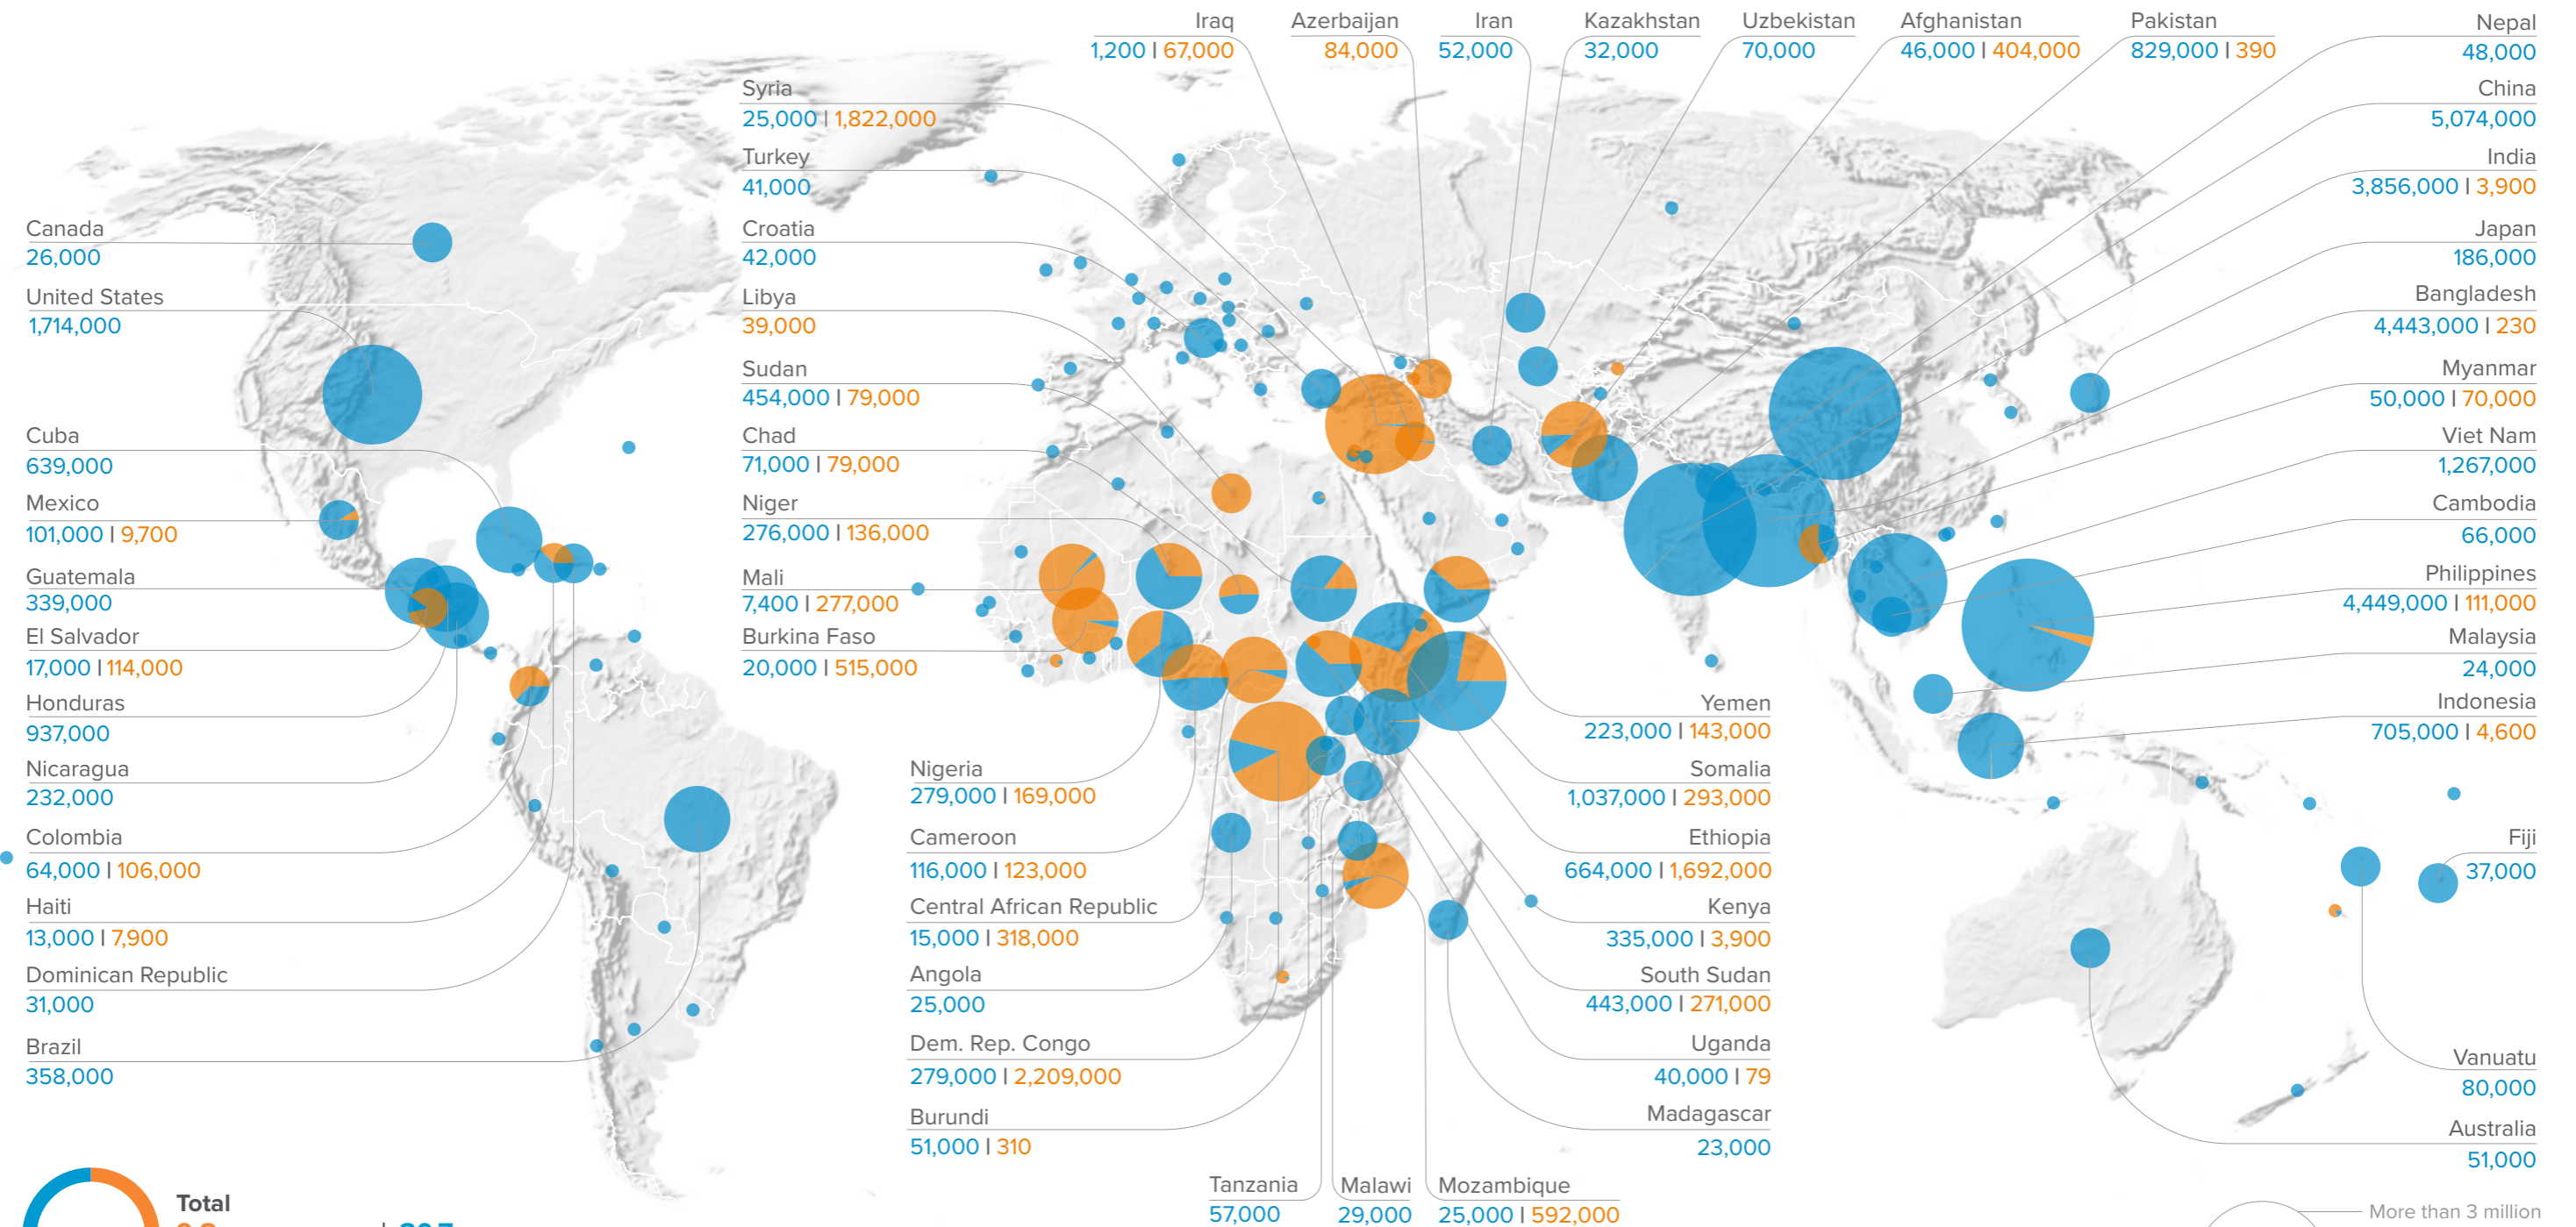 Iraq
1,200 | 67,000
Azerbaijan
84,000
Iran
52,000
Kazakhstan
32,000
Uzbekistan
70,000
Afghanistan
46,000 | 404,000
Pakistan
829,000 | 390
Nepal
48,000
China
5,074,000
India
3,856,000 | 3,900
Japan
186,000
Bangladesh
4,443,000 | 230
Myanmar
50,000 | 70,000
Viet Nam
1,267,000
Cambodia
66,000
Philippines
4,449,000 | 111,000
Malaysia
24,000
Indonesia
705,000 | 4,600
Fiji
37,000
Vanuatu
80,000
Australia
51,000
Syria
25,000 | 1,822,000
Turkey
41,000
Croatia
42,000
Libya
39,000
Sudan
454,000 | 79,000
Chad
71,000 | 79,000
Niger
276,000 | 136,000
Mali
7,400 | 277,000
Burkina Faso
20,000 | 515,000
Canada
26,000
United States
1,714,000
Cuba
639,000
Mexico
101,000 | 9,700
Guatemala
339,000
El Salvador
17,000 | 114,000
Honduras
937,000
Nicaragua
232,000
Colombia
64,000 | 106,000
Haiti
13,000 | 7,900
Dominican Republic
31,000
Brazil
358,000
Nigeria
279,000 | 169,000
Cameroon
116,000 | 123,000
Central African Republic
15,000 | 318,000
Angola
25,000
Dem. Rep. Congo
279,000 | 2,209,000
Burundi
51,000 | 310
Yemen
223,000 | 143,000
Somalia
1,037,000 | 293,000
Ethiopia
664,000 | 1,692,000
Kenya
335,000 | 3,900
South Sudan
443,000 | 271,000
Uganda
40,000 | 79
Madagascar
23,000
Tanzania
57,000
Malawi
29,000
Mozambique
25,000 | 592,000
Total
More than 3 million